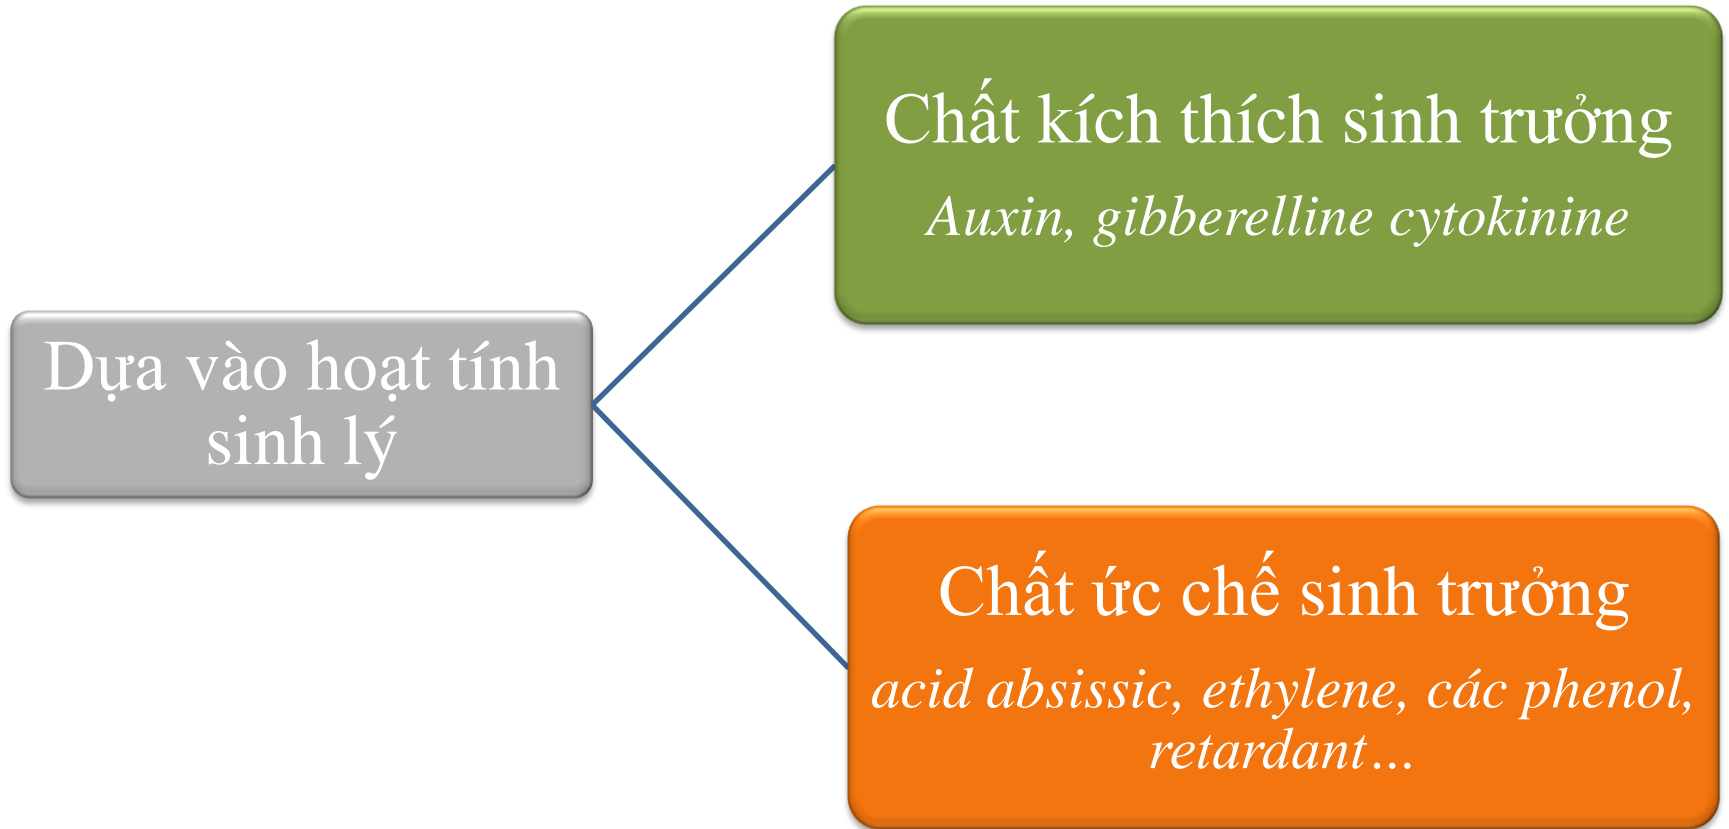 Chất kích thích sinh trưởng
Auxin, gibberelline cytokinine
Dựa vào hoạt tính
sinh lý
Chất ức chế sinh trưởng
acid absissic, ethylene, các phenol,
retardant...